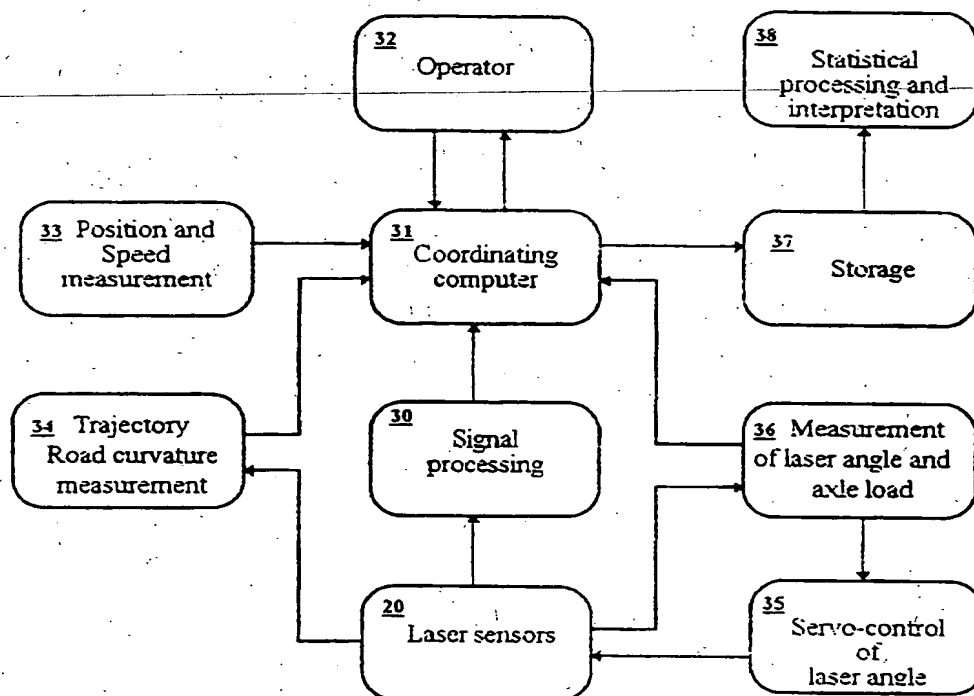 32
Operator
38
Statistical
processing and
interpretation
33 Position and
Speed
measurement
31
Coordinating
computer
37
Storage
34 Trajectory
Road curvature
measurement
30
Signal
processing
36 Measurement
of laser angle and
axle load
20
Laser sensors
35
Servo-control
of
laser angle